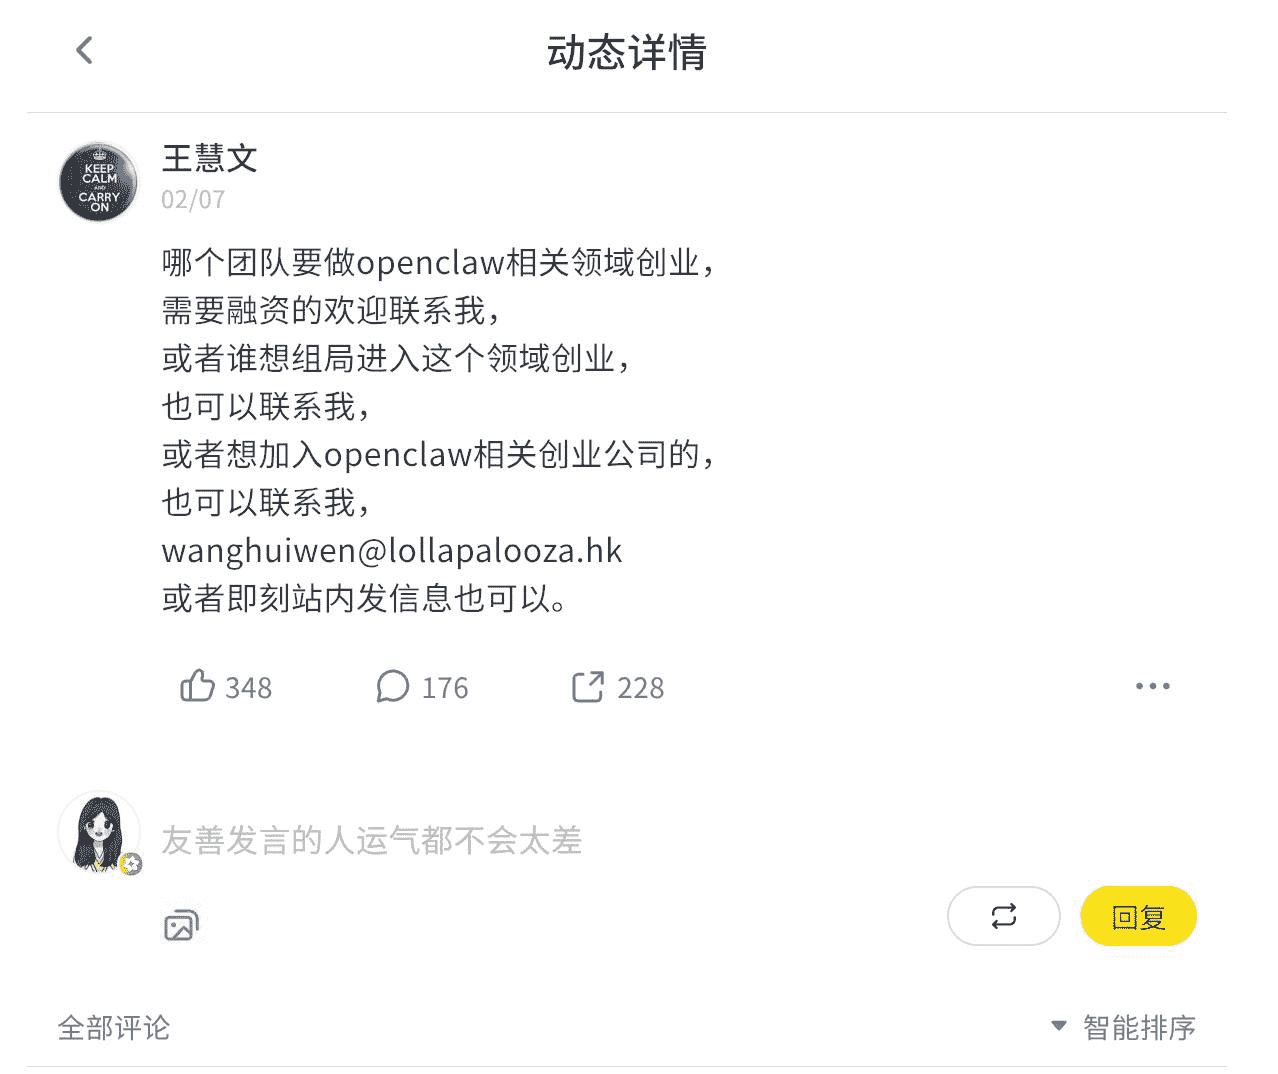 动态详情
KEEP
CALM
AND
CARRY
ON
王慧文
02/07
哪个团队要做openclaw相关领域创业，
需要融资的欢迎联系我，
或者谁想组局进入这个领域创业，
也可以联系我，
或者想加入openclaw相关创业公司的，
也可以联系我，
wanghuiwen@lollapalooza.hk
或者即刻站内发信息也可以。
348
176
228
友善发言的人运气都不会太差
回复
全部评论
智能排序